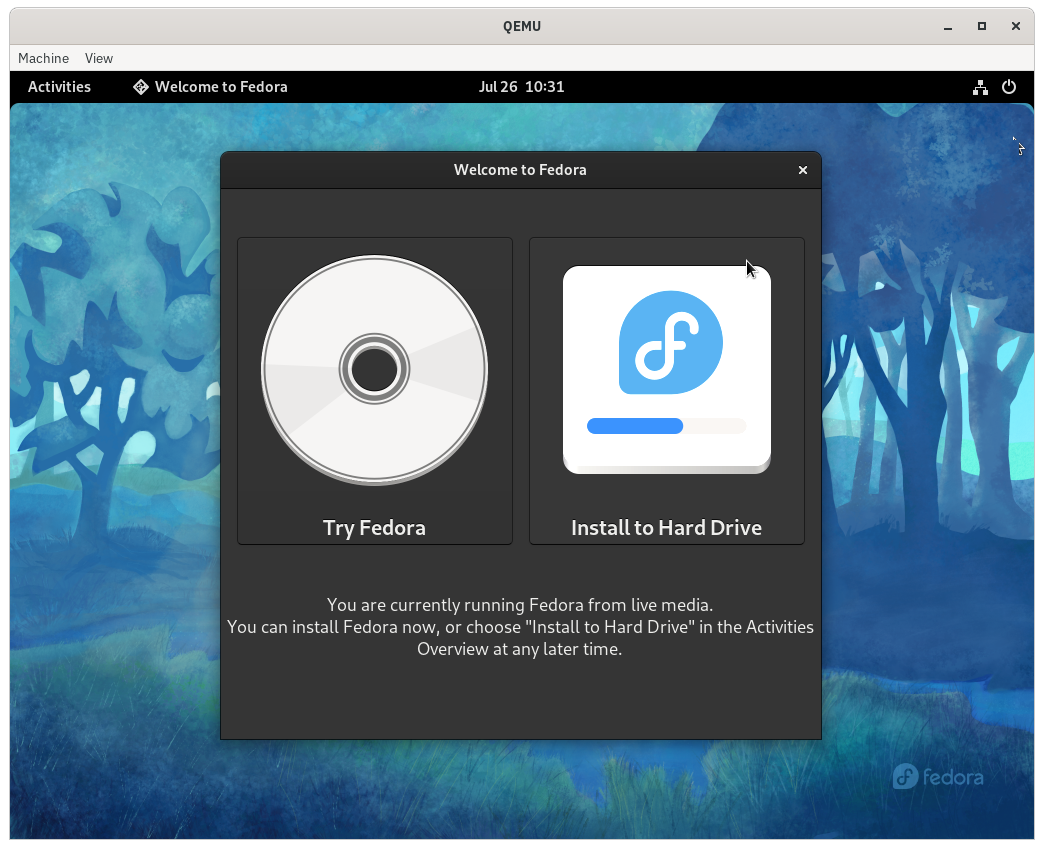 QEMU
Machine View
Activities Welcome to Fedora Jul 26 10:31
Welcome to Fedora
Try Fedora Install to Hard Drive
You are currently running Fedora from live media.
You can install Fedora now, or choose "Install to Hard Drive" in the Activities
Overview at any later time.
fedora